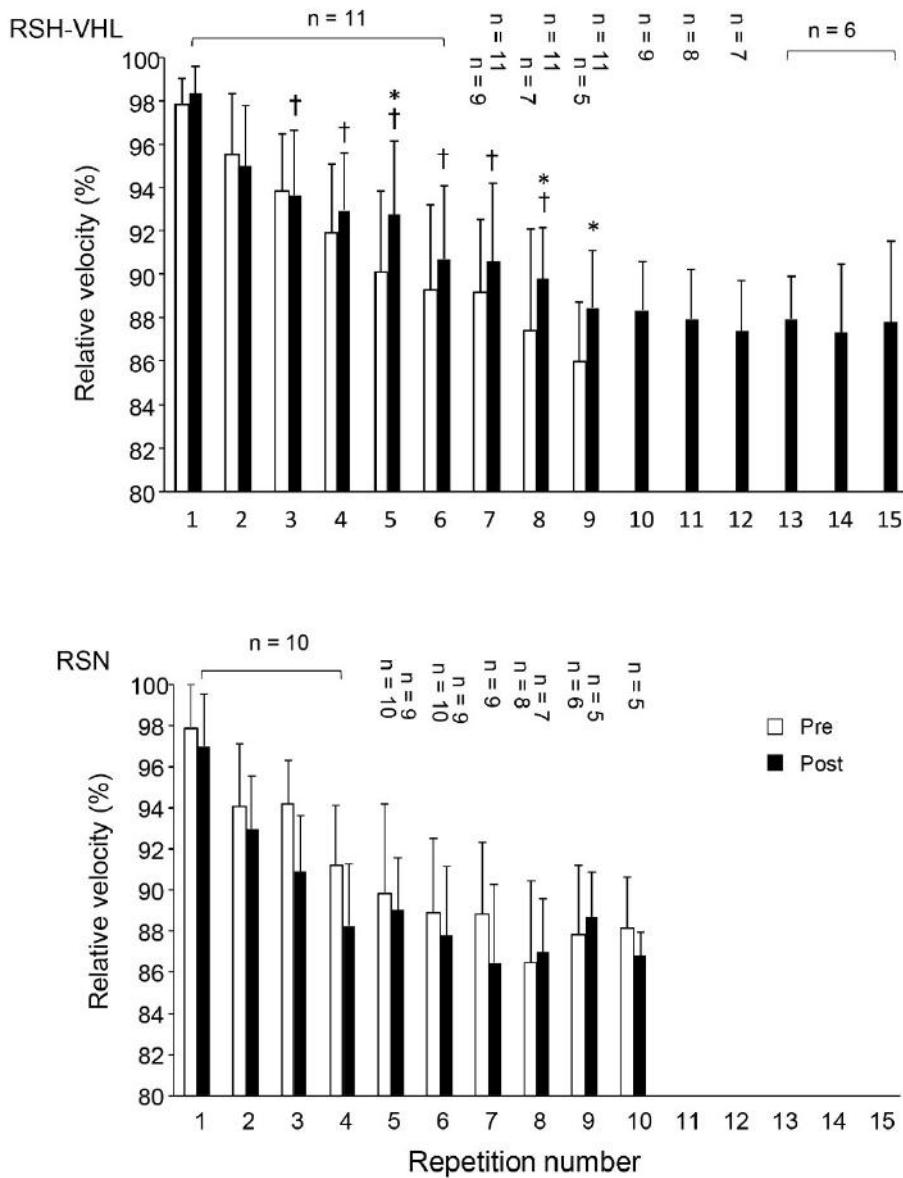 RSH-VHL
n = 11
n = 9
n = 11
n = 7
n = 11
n = 5
n = 11
n = 9
n = 8
n = 7
n = 6
100
98
96
94
92
90
88
86
84
82
80
Relative velocity (%)
†
†
*
†
†
†
*
†
*
1 2 3 4 5 6 7 8 9 10 11 12 13 14 15
RSN
n = 10
n = 10
n = 9
n = 10
n = 9
n = 9
n = 8
n = 7
n = 6
n = 5
n = 5
100
98
96
94
92
90
88
86
84
82
80
Relative velocity (%)
Pre
Post
1 2 3 4 5 6 7 8 9 10 11 12 13 14 15
Repetition number